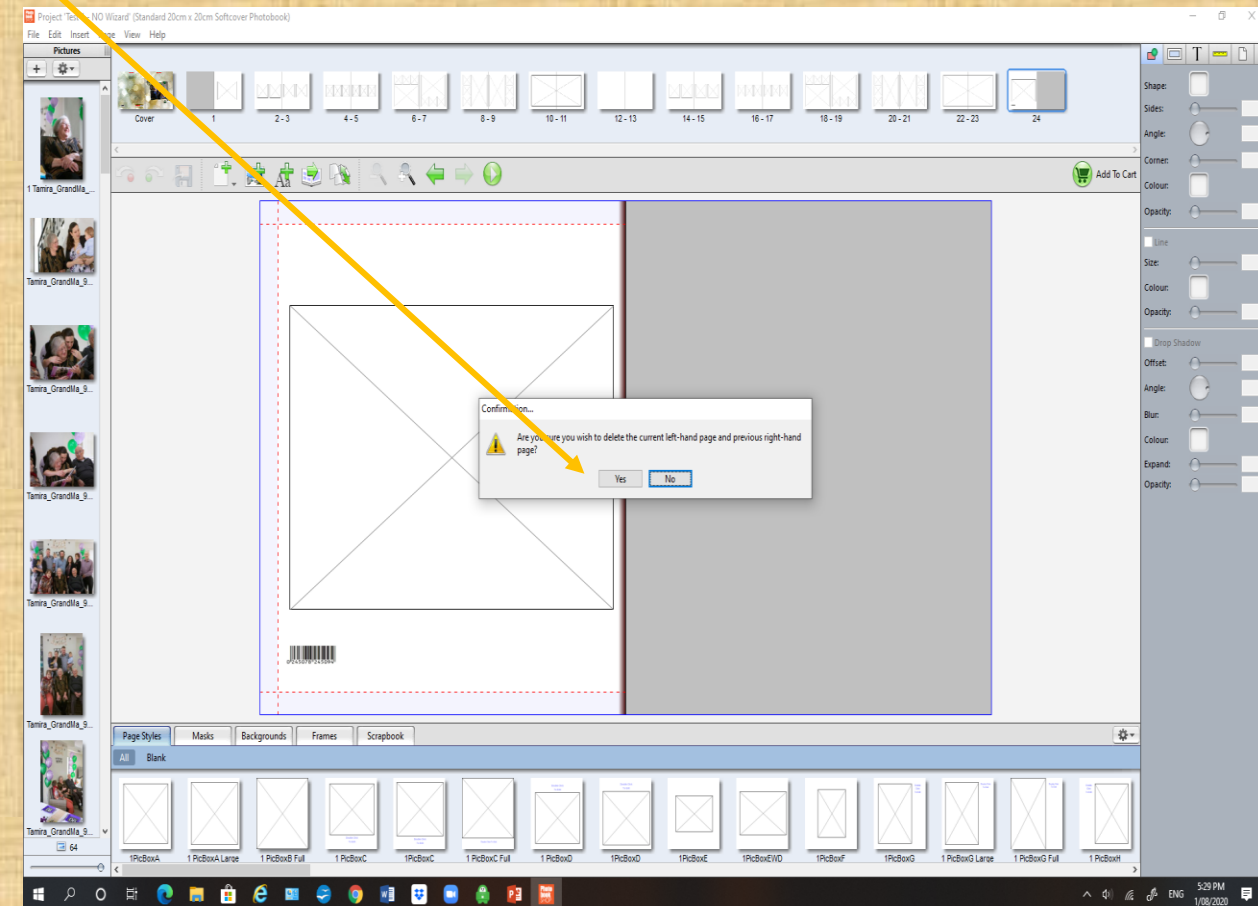 Project 'Test NO Wizard' (Standard 20cm x 20cm Softcover Photobook)
File Edit Insert Page View Help
Pictures
Cover 1 2 - 3 4 - 5 6 - 7 8 - 9 10 - 11 12 - 13 14 - 15 16 - 17 18 - 19 20 - 21 22 - 23 24
Add To Cart
1 Tamira_GrandMa_...
Tamira_GrandMa_9...
Tamira_GrandMa_9...
Tamira_GrandMa_9...
Tamira_GrandMa_9...
Tamira_GrandMa_9...
Tamira_GrandMa_9...
64
Confirmation...
Are you sure you wish to delete the current left-hand page and previous right-hand
page?
Yes No
Shape:
Sides:
Angle:
Corner:
Colour:
Opacity:
Line
Size:
Colour:
Opacity:
Drop Shadow
Offset:
Angle:
Blur:
Colour:
Expand:
Opacity:
Page Styles Masks Backgrounds Frames Scrapbook
All Blank
1PicBoxA 1 PicBoxA Large 1 PicBoxB Full 1 PicBoxC 1PicBoxC 1 PicBoxC Full 1 PicBoxD 1PicBoxD 1PicBoxE 1PicBoxEWD 1PicBoxF 1PicBoxG 1 PicBoxG Large 1 PicBoxG Full 1 PicBoxH
ENG
5:29 PM
1/08/2020